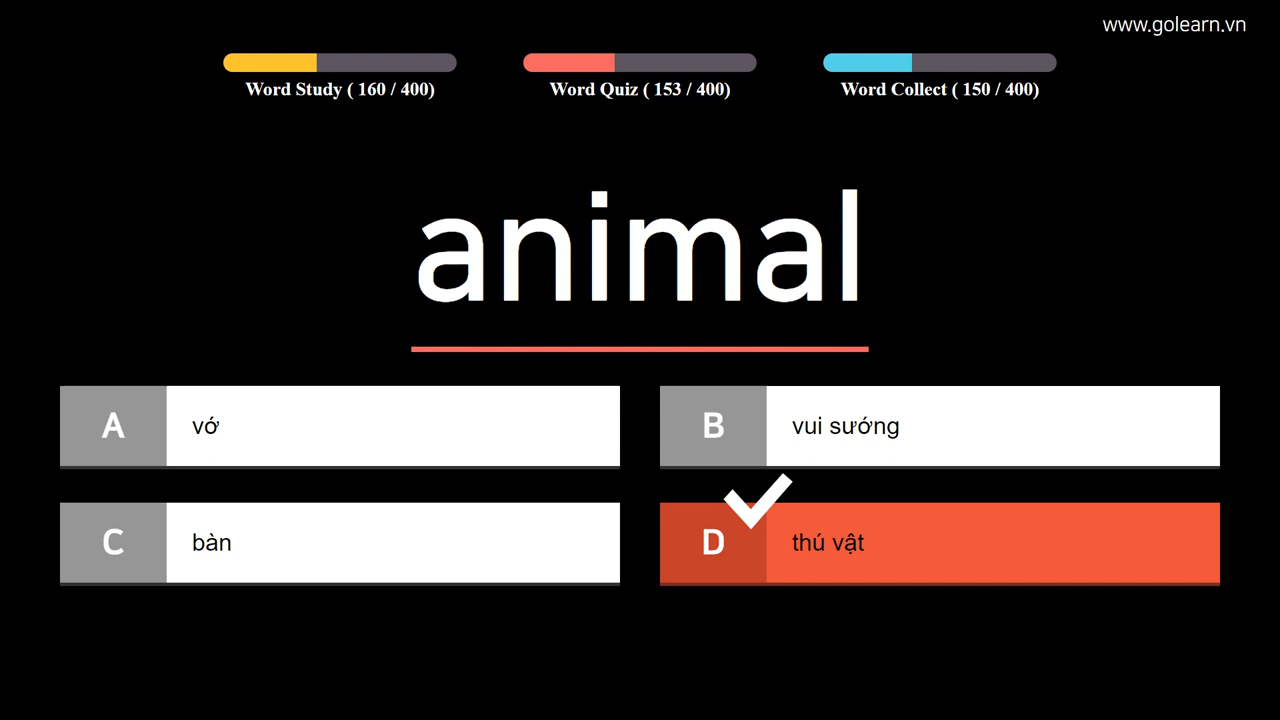 www.golearn.vn
Word Study ( 160 / 400)
Word Quiz ( 153 / 400)
Word Collect ( 150 / 400)
animal
A vớ
B vui sướng
C bàn
D thú vật